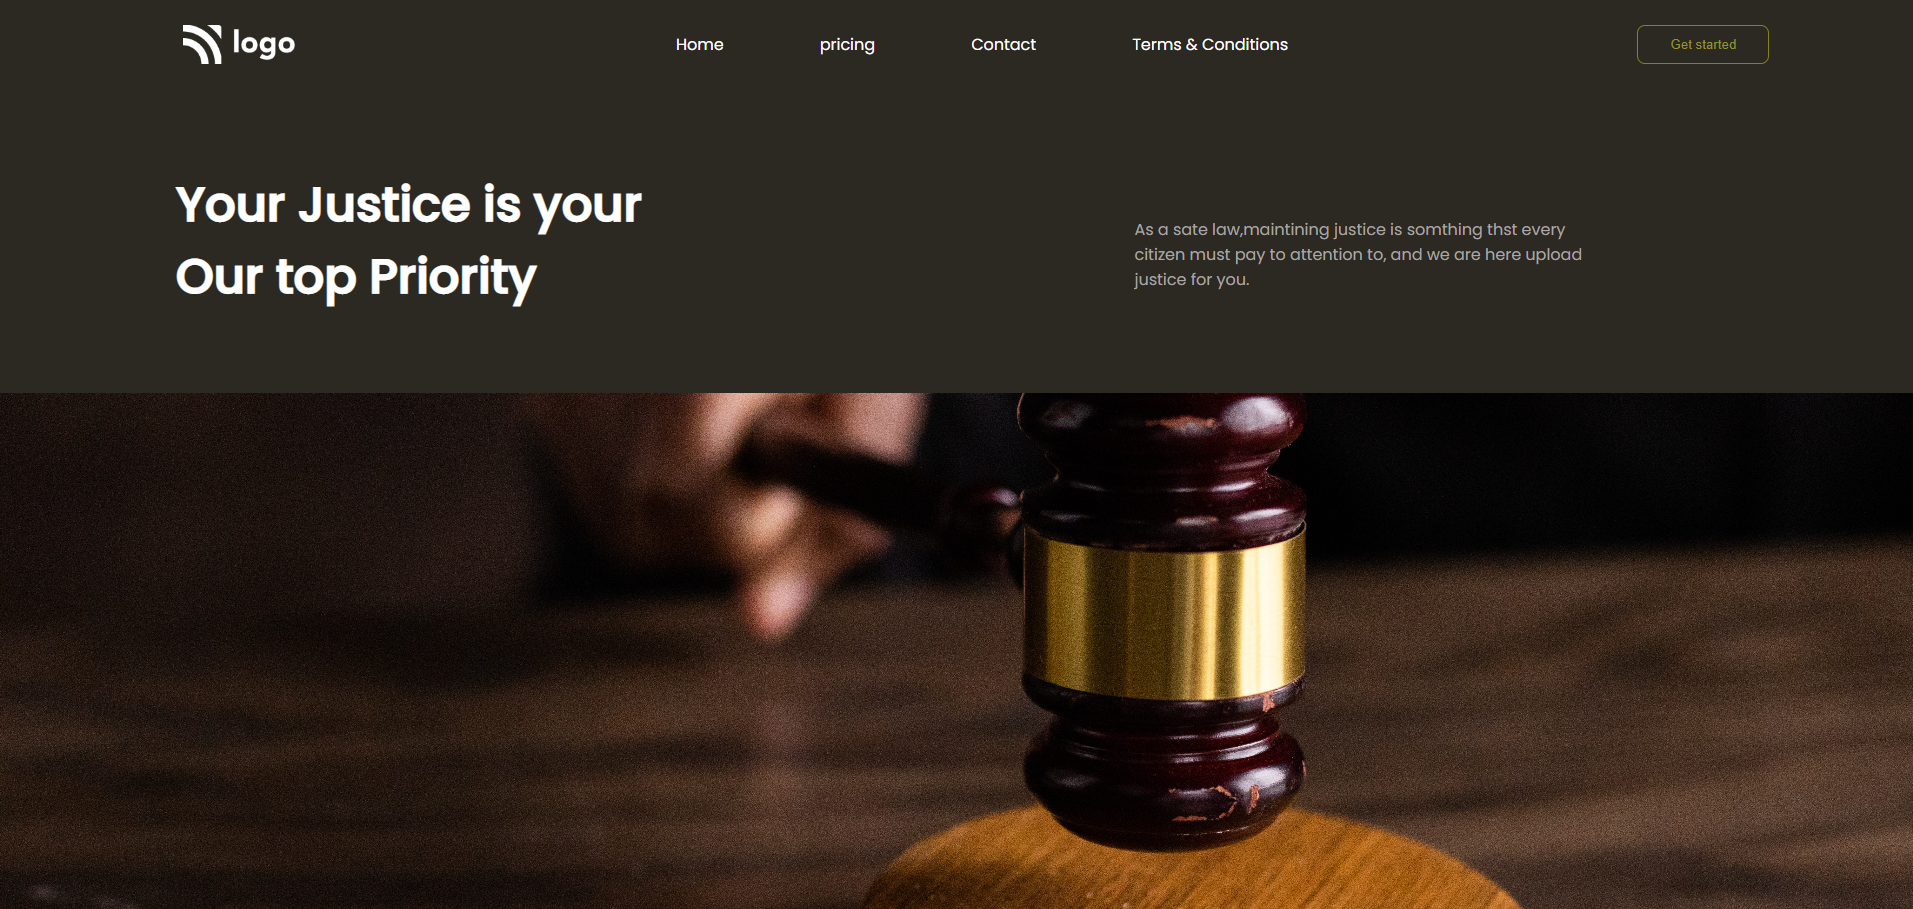 logo
Home
pricing
Contact
Terms & Conditions
Get started
Your Justice is your
Our top Priority
As a sate law,maintining justice is somthing thst every
citizen must pay to attention to, and we are here upload
justice for you.